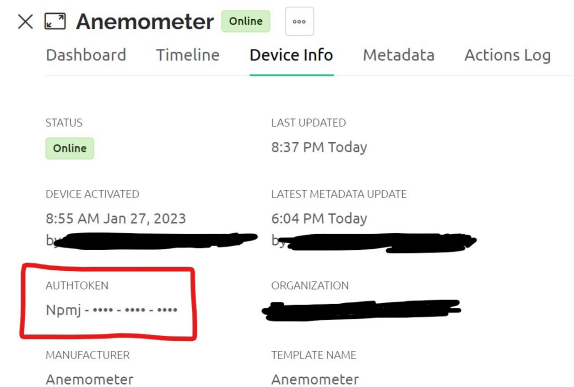 Anemometer Online
Dashboard Timeline Device Info Metadata Actions Log
STATUS
Online
LAST UPDATED
8:37 PM Today
DEVICE ACTIVATED
8:55 AM Jan 27, 2023
by
LATEST METADATA UPDATE
6:04 PM Today
by
AUTHTOKEN
Npmj - •••• - •••• - ••••
ORGANIZATION
MANUFACTURER
Anemometer
TEMPLATE NAME
Anemometer